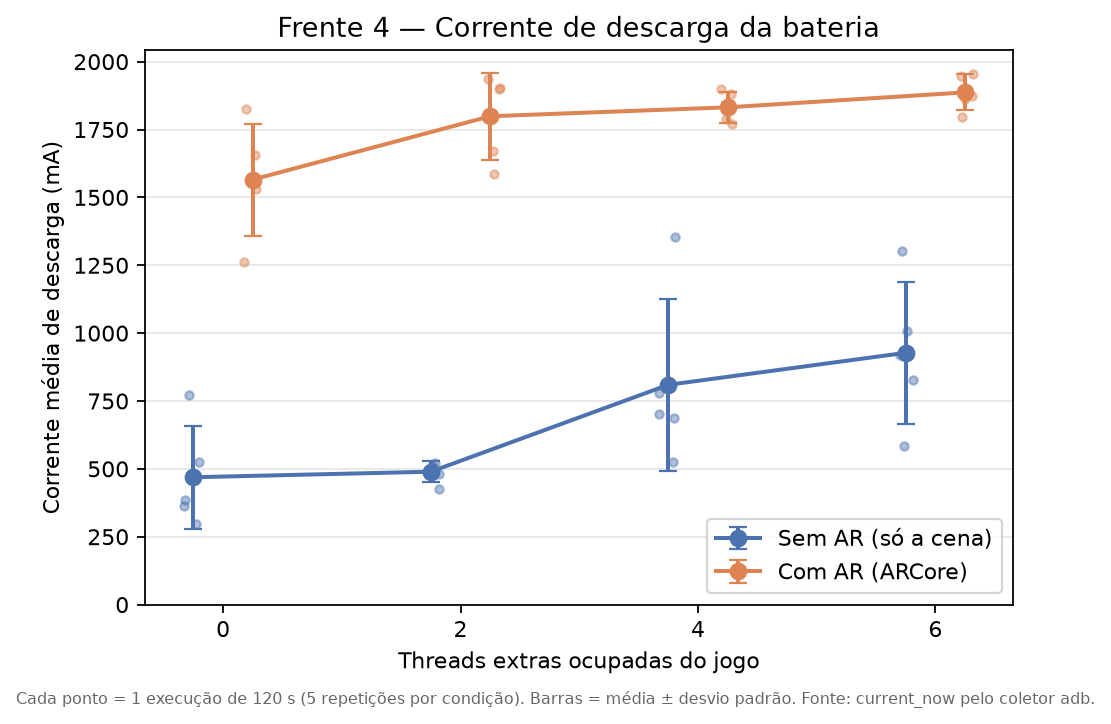 Frente 4 — Corrente de descarga da bateria
Corrente média de descarga (mA)
2000
1750
1500
1250
1000
750
500
250
0
0 2 4 6
Sem AR (só a cena)
Com AR (ARCore)
Threads extras ocupadas do jogo
Cada ponto = 1 execução de 120 s (5 repetições por condição). Barras = média ± desvio padrão. Fonte: current_now pelo coletor adb.